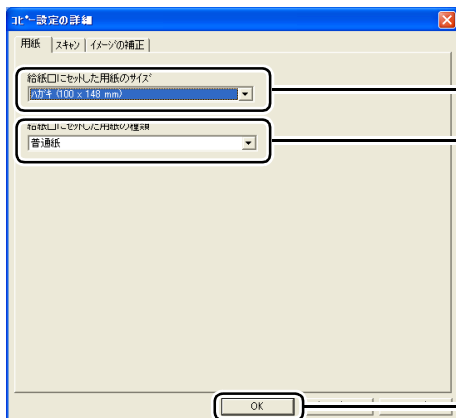 コピー設定の詳細
用紙 スキャン イメージの補正
給紙口にセットした用紙のサイズ
ハガキ (100 x 148 mm)
給紙口にセットした用紙の種類
普通紙
OK